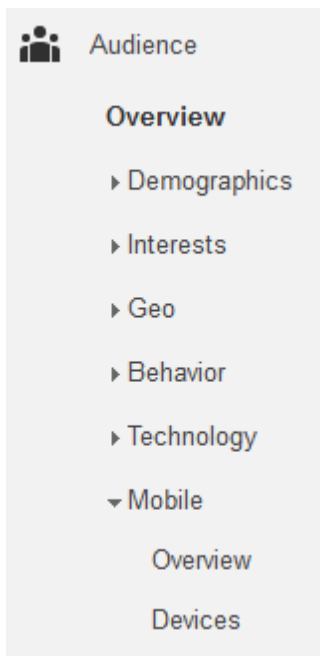 Audience
Overview
Demographics
Interests
Geo
Behavior
Technology
Mobile
Overview
Devices